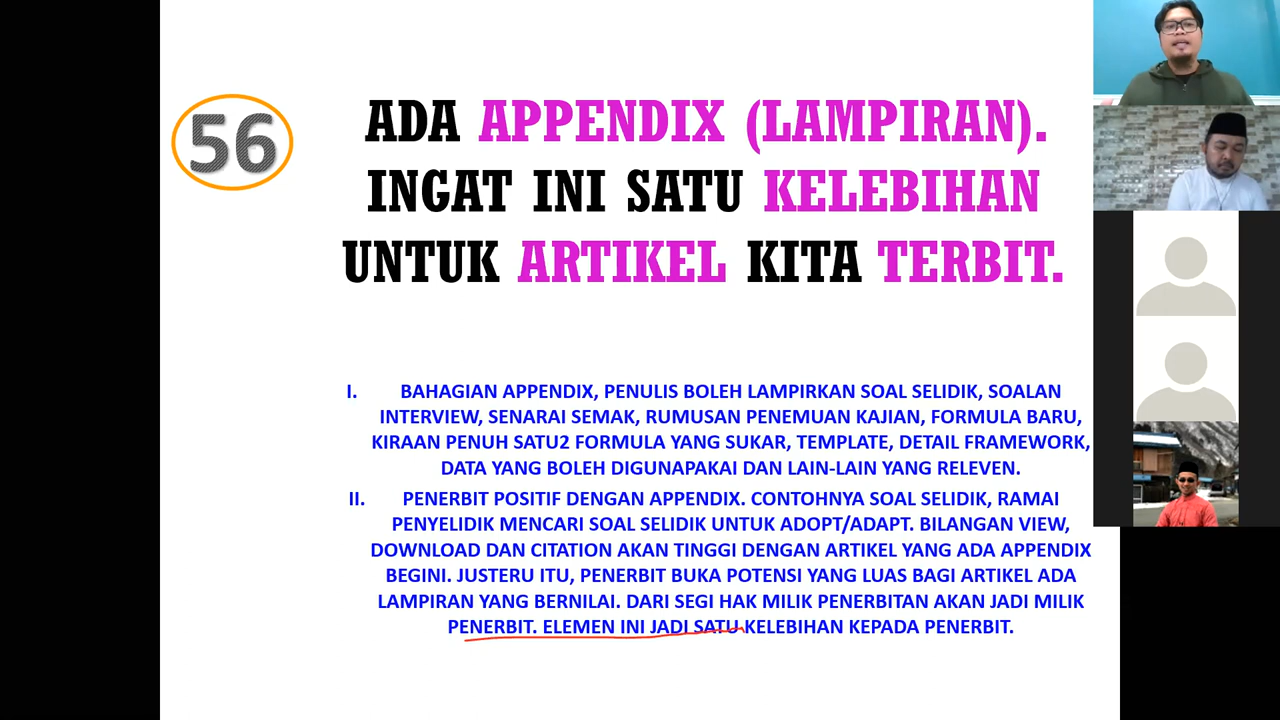 56
ADA APPENDIX (LAMPIRAN).
INGAT INI SATU KELEBIHAN
UNTUK ARTIKEL KITA TERBIT.
I. BAHAGIAN APPENDIX, PENULIS BOLEH LAMPIRKAN SOAL SELIDIK, SOALAN
INTERVIEW, SENARAI SEMAK, RUMUSAN PENEMUAN KAJIAN, FORMULA BARU,
KIRAAN PENUH SATU2 FORMULA YANG SUKAR, TEMPLATE, DETAIL FRAMEWORK,
DATA YANG BOLEH DIGUNAPAKAI DAN LAIN-LAIN YANG RELEVEN.
II. PENERBIT POSITIF DENGAN APPENDIX. CONTOHNYA SOAL SELIDIK, RAMAI
PENYELIDIK MENCARI SOAL SELIDIK UNTUK ADOPT/ADAPT. BILANGAN VIEW,
DOWNLOAD DAN CITATION AKAN TINGGI DENGAN ARTIKEL YANG ADA APPENDIX
BEGINI. JUSTERU ITU, PENERBIT BUKA POTENSI YANG LUAS BAGI ARTIKEL ADA
LAMPIRAN YANG BERNILAI. DARI SEGI HAK MILIK PENERBITAN AKAN JADI MILIK
PENERBIT. ELEMEN INI JADI SATU KELEBIHAN KEPADA PENERBIT.